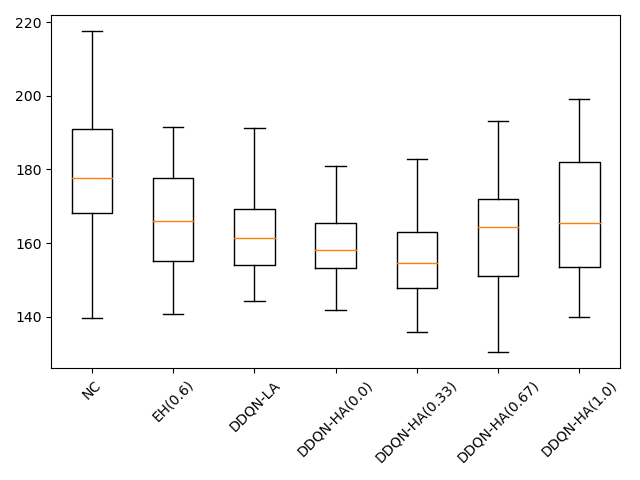 220
200
180
160
140
NC
EH(0.6)
DDQN-LA
DDQN-HA(0.0)
DDQN-HA(0.33)
DDQN-HA(0.67)
DDQN-HA(1.0)